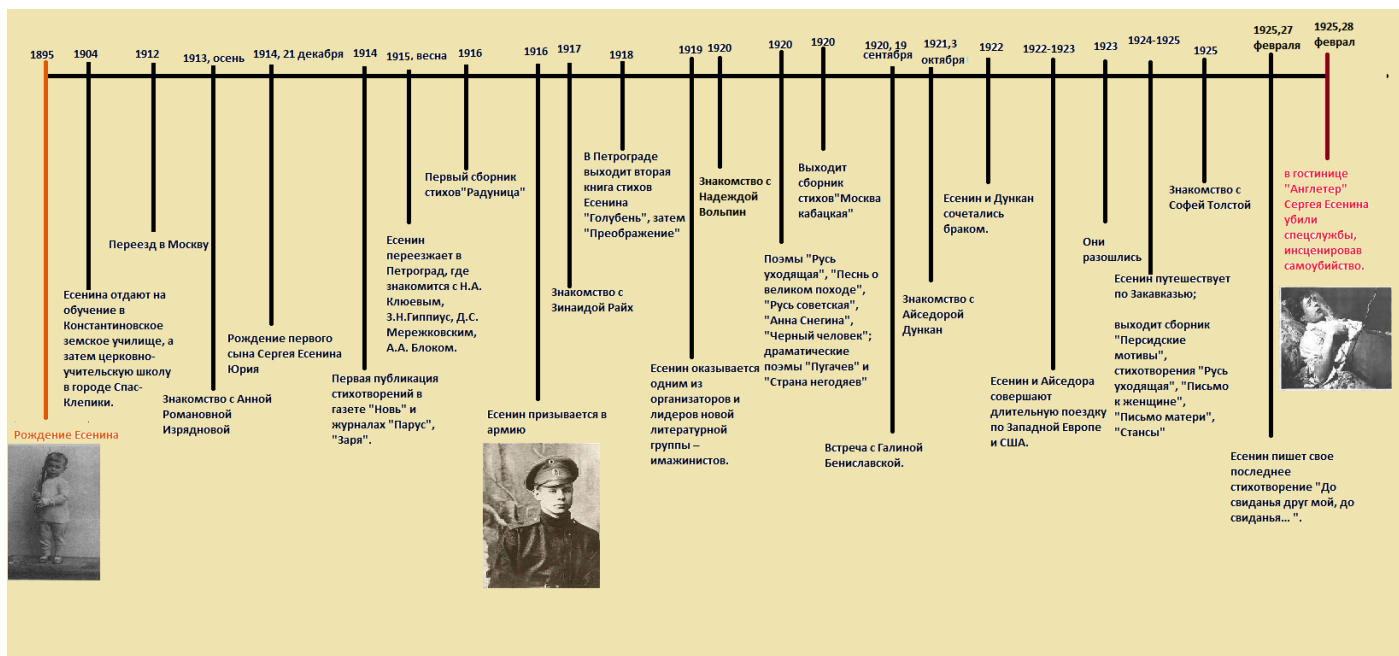 1895
Рождение Есенина
1904
Есенина отдают на
обучение в
Константиновское
земское училище, а
затем церковно-
учительскую школу
в городе Спас-
Клепики.
1912
Переезд в Москву
1913, осень
Знакомство с Анной
Романовной
Изрядновой
1914, 21 декабря
Рождение первого
сына Сергея Есенина
Юрия
1914
Первая публикация
стихотворений в
газете "Новь" и
журналах "Парус",
"Заря".
1915, весна
Есенин
переезжает в
Петроград, где
знакомится с Н.А.
Клюевым,
З.Н.Гиппиус, Д.С.
Мережковским,
А.А. Блоком.
1916
Первый сборник
стихов"Радуница"
1916
Есенин призывается в
армию
1917
Знакомство с
Зинаидой Райх
1918
В Петрограде
выходит вторая
книга стихов
Есенина
"Голубень", затем
"Преображение"
1919
Есенин оказывается
одним из
организаторов и
лидеров новой
литературной
группы –
имажинистов.
1920
Знакомство с
Надеждой
Вольпин
1920
Поэмы "Русь
уходящая", "Песнь о
великом походе",
"Русь советская",
"Анна Снегина",
"Черный человек";
драматические
поэмы "Пугачев" и
"Страна негодяев"
1920
Выходит
сборник
стихов"Москва
кабацкая"
1920, 19
сентября
Встреча с Галиной
Бениславской.
1921,3
октября
Знакомство с
Айседорой
Дункан
1922
Есенин и Дункан
сочетались
браком.
1922-1923
Есенин и Айседора
совершают
длительную поездку
по Западной Европе
и США.
1923
Они
разошлись
1924-1925
Есенин путешествует
по Закавказью;
выходит сборник
"Персидские
мотивы",
стихотворения "Русь
уходящая", "Письмо
к женщине",
"Письмо матери",
"Стансы"
1925
Знакомство с
Софей Толстой
1925,27
февраля
Есенин пишет свое
последнее
стихотворение "До
свиданья друг мой, до
свиданья... ".
1925,28
феврал
в гостинице
"Англетер"
Сергея Есенина
убили
спецслужбы,
инсценировав
самоубийство.